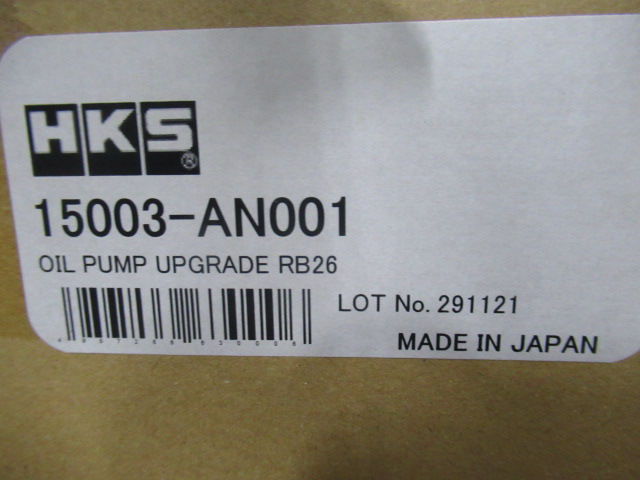 HKS®
15003-AN001
OIL PUMP UPGRADE RB26
LOT No. 291121
MADE IN JAPAN